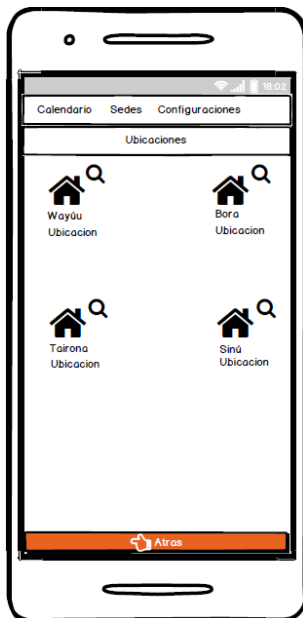 18:02
Calendario Sedes Configuraciones
Ubicaciones
Wayúu Ubicacion
Bora Ubicacion
Tairona Ubicacion
Sinú Ubicacion
Atras